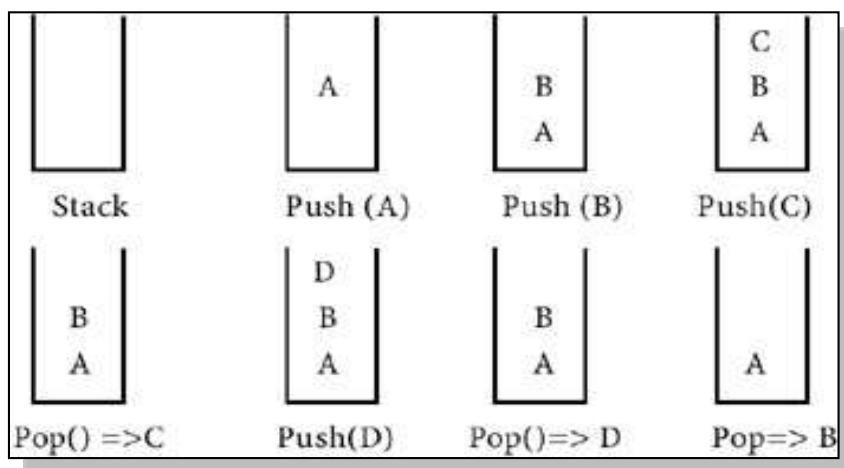 C
A B B
B A A
A
Stack Push (A) Push (B) Push(C)
D
B B B
A A A A
Pop() =>C Push(D) Pop()=> D Pop=> B